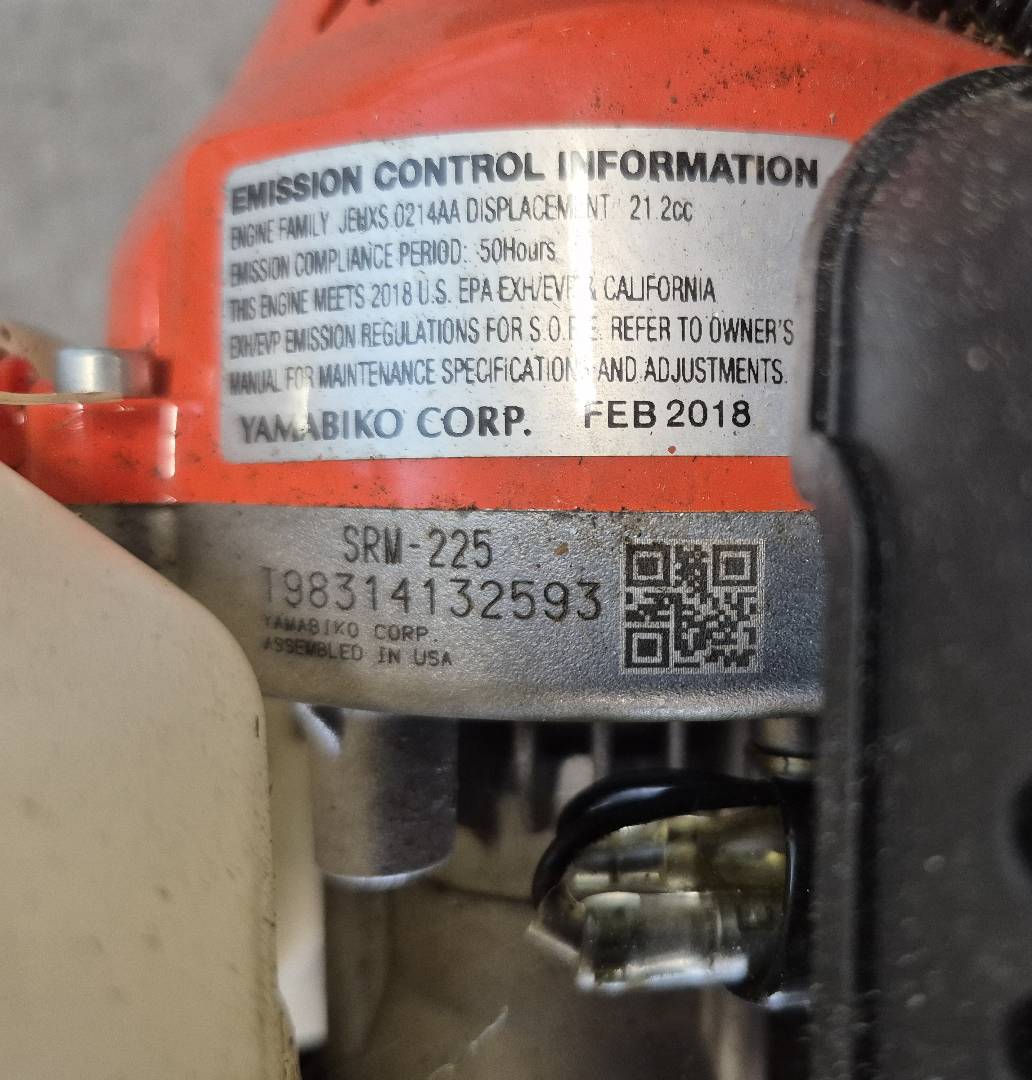 EMISSION CONTROL INFORMATION
ENGINE FAMILY JEHXS.0214AA DISPLACEMENT 21.2cc
EMISSION COMPLIANCE PERIOD: 50Hours
THIS ENGINE MEETS 2018 U.S. EPA EXH/EVP & CALIFORNIA
EXH/EVP EMISSION REGULATIONS FOR S.O.R.E. REFER TO OWNER'S
MANUAL FOR MAINTENANCE SPECIFICATIONS AND ADJUSTMENTS.
YAMABIKO CORP. FEB 2018
SRM-225
T98314132593
YAMABIKO CORP.
ASSEMBLED IN USA